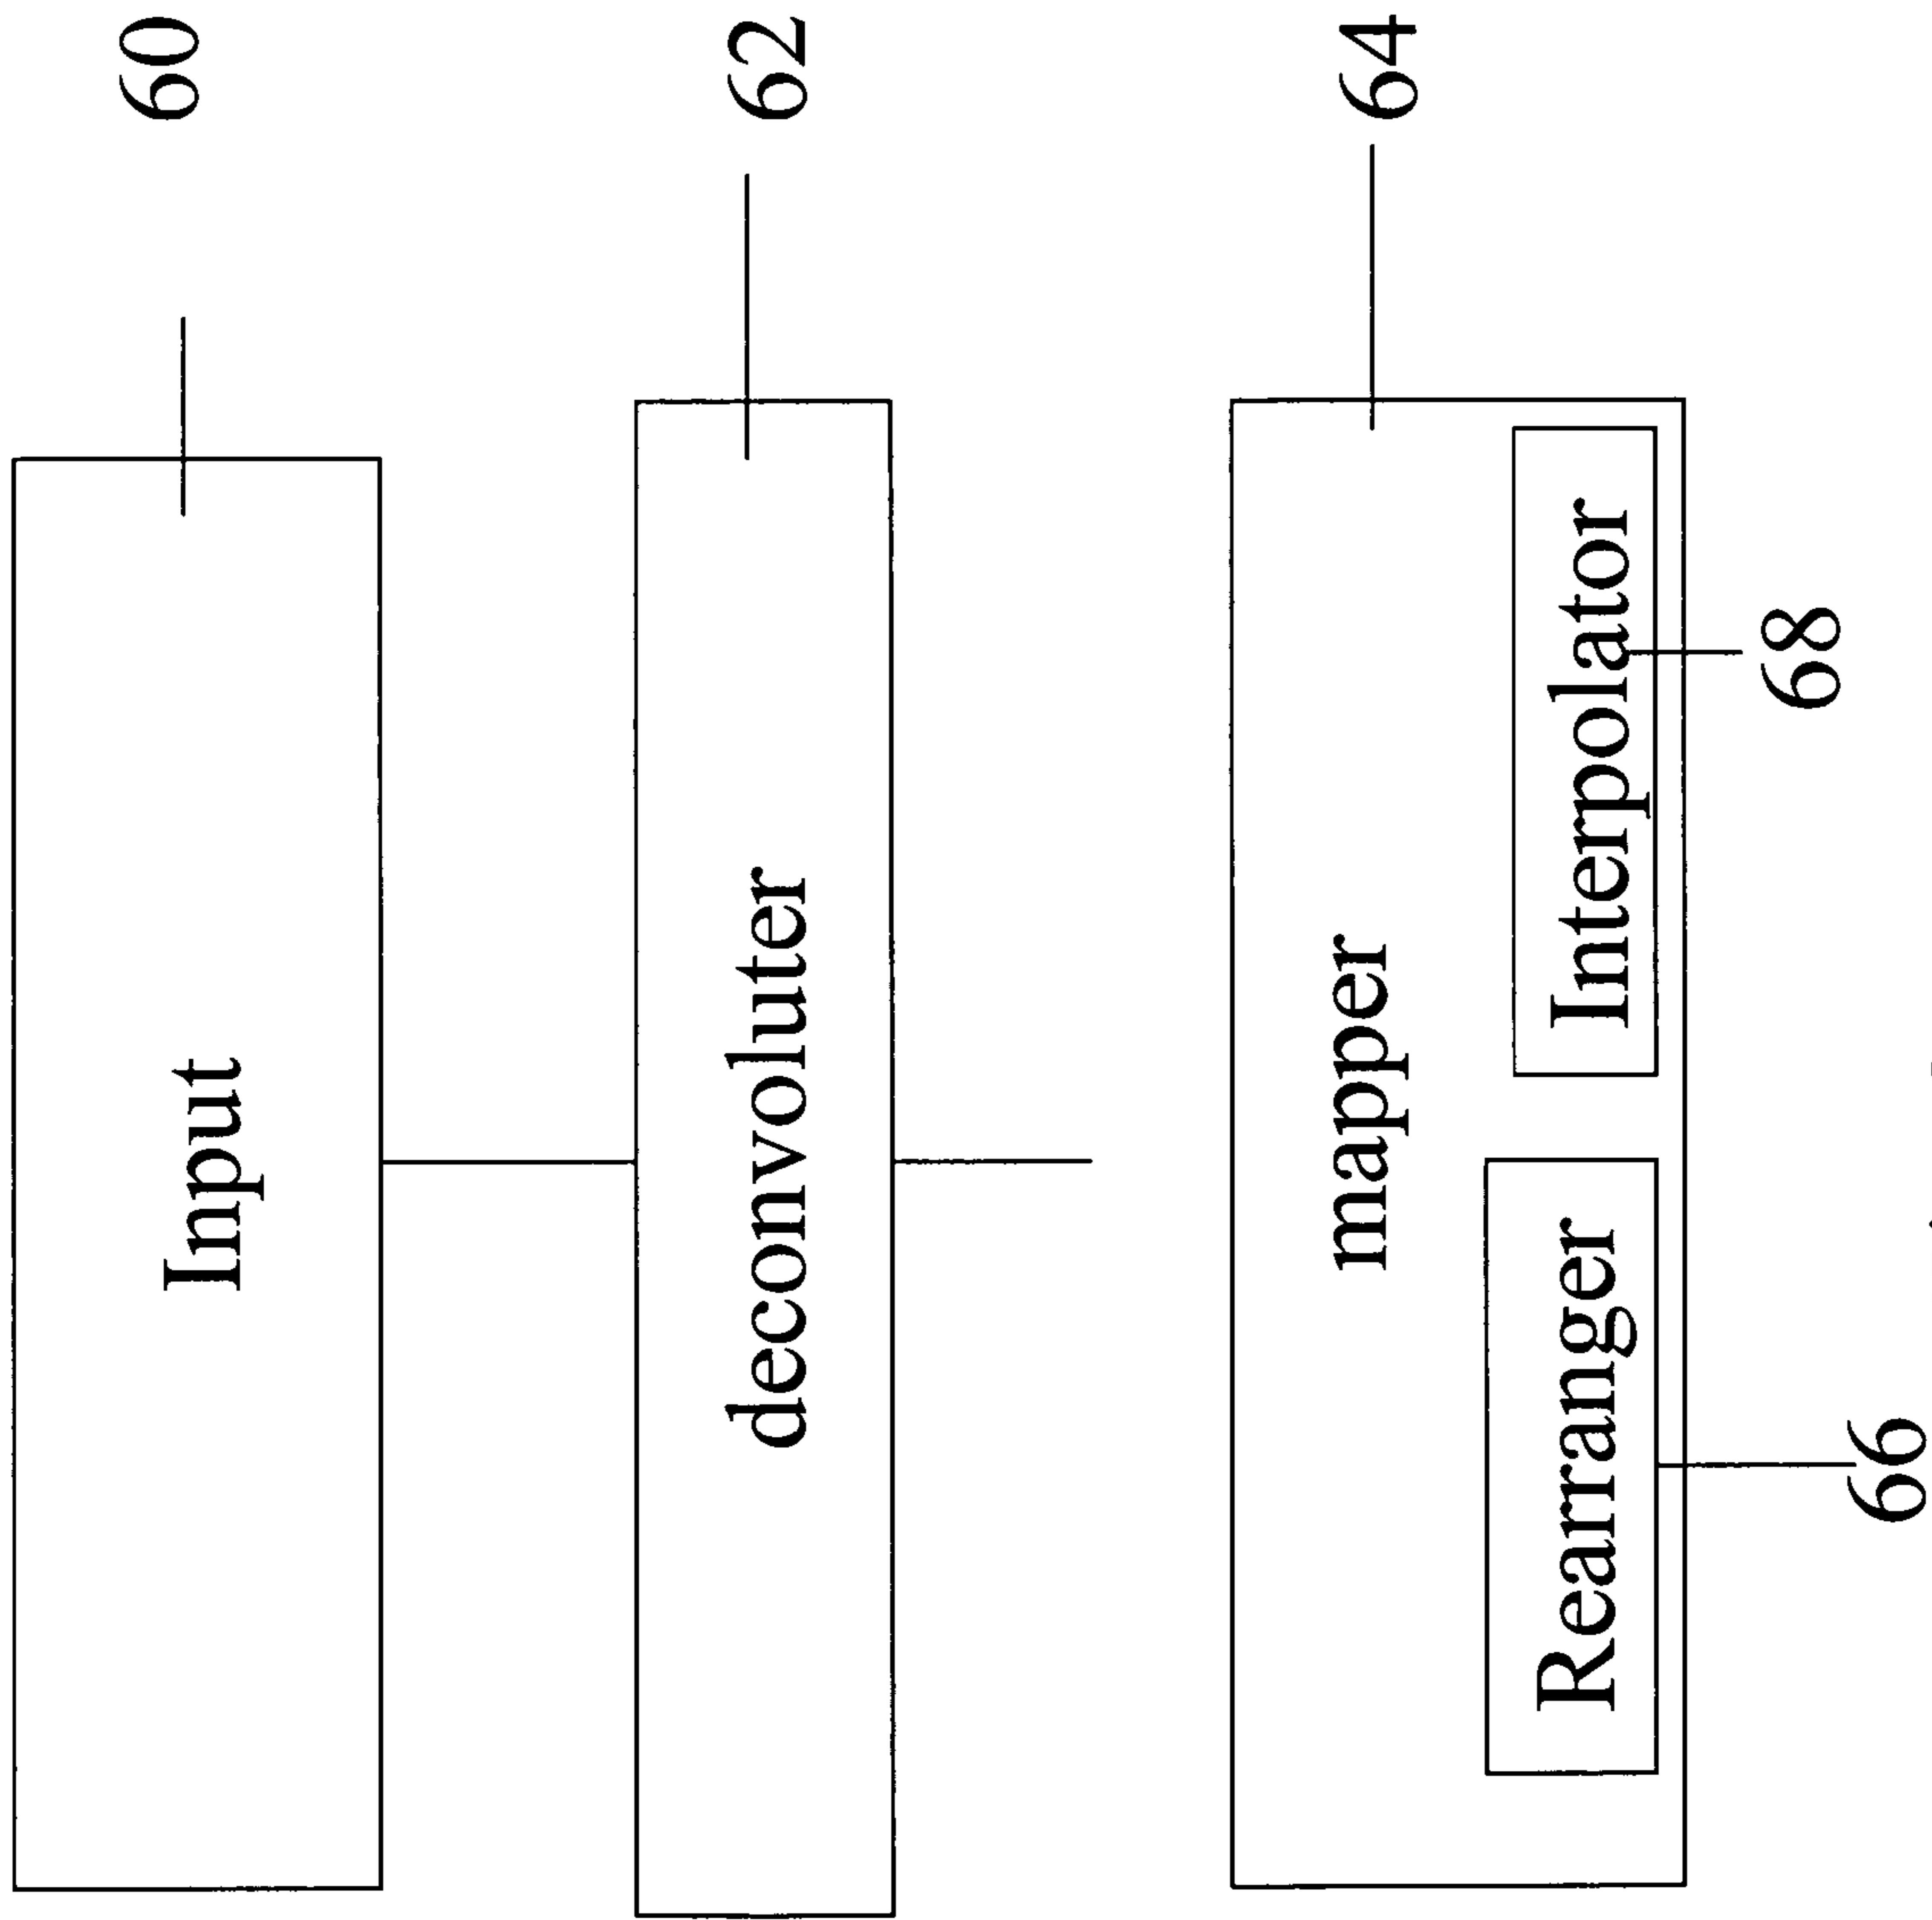 Input
60
deconvoluter
62
mapper
64
Rearranger
Interpolator
68
66